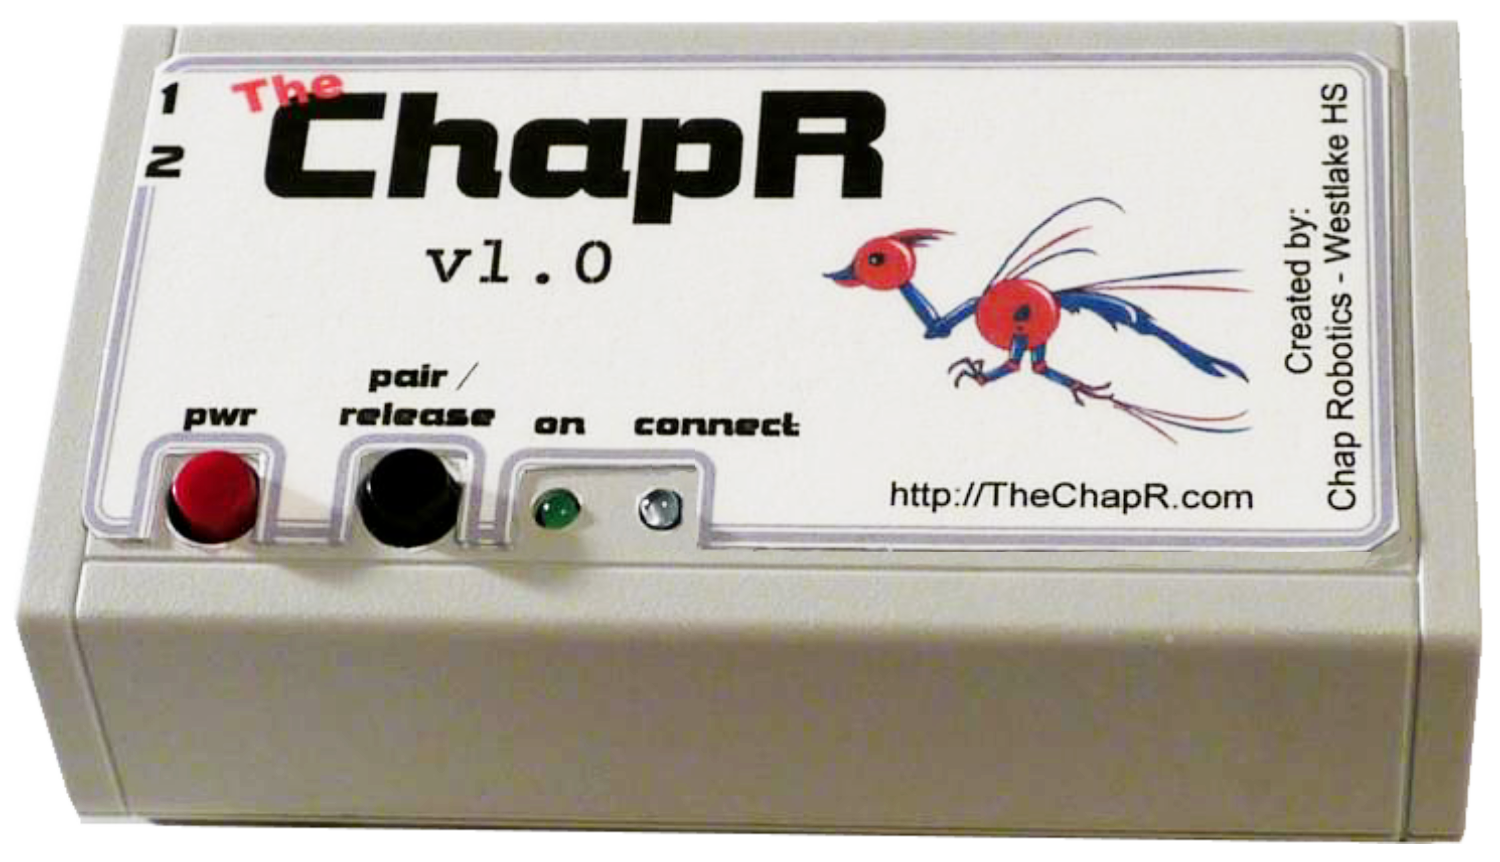 1
2
The
ChapR
v1.0
pair /
release
pwr
on
connect
http://TheChapR.com
Created by:
Chap Robotics - Westlake HS